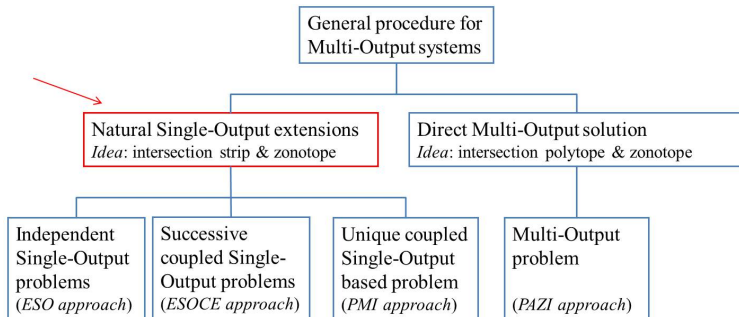 General procedure for
Multi-Output systems
Natural Single-Output extensions
Idea: intersection strip & zonotope
Direct Multi-Output solution
Idea: intersection polytope & zonotope
Independent
Single-Output
problems
(ESO approach)
Successive
coupled Single-
Output problems
(ESOCE approach)
Unique coupled
Single-Output
based problem
(PMI approach)
Multi-Output
problem
(PAZI approach)